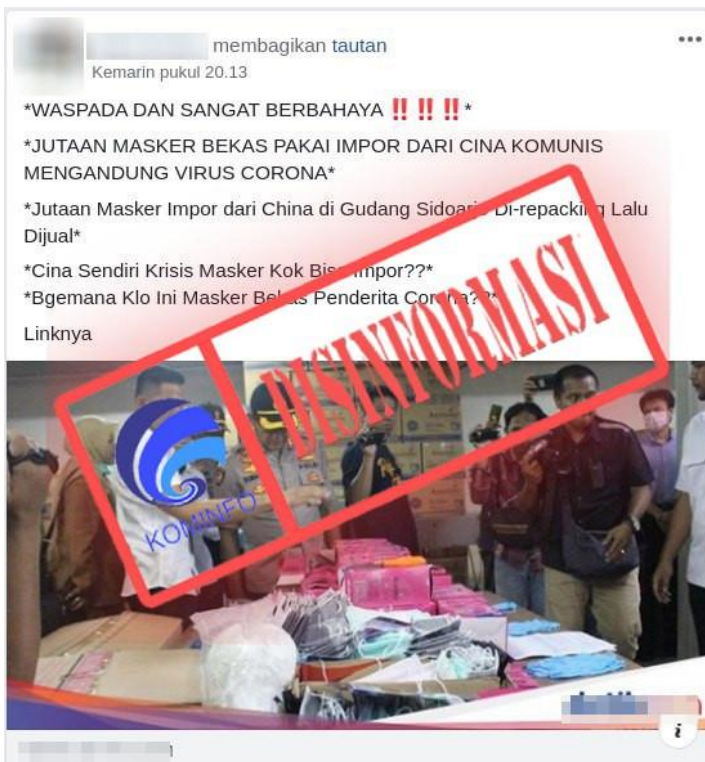 membagikan tautan
Kemarin pukul 20.13
*WASPADA DAN SANGAT BERBAHAYA ‼️ ‼️ ‼️ *
*JUTAAN MASKER BEKAS PAKAI IMPOR DARI CINA KOMUNIS
MENGANDUNG VIRUS CORONA*
*Jutaan Masker Impor dari China di Gudang Sidoarjo Di-repacking Lalu
Dijual*
*Cina Sendiri Krisis Masker Kok Bisa Impor??*
*Bgemana Klo Ini Masker Bekas Penderita Corona??*
Linknya
DISINFORMASI
KOMINFO